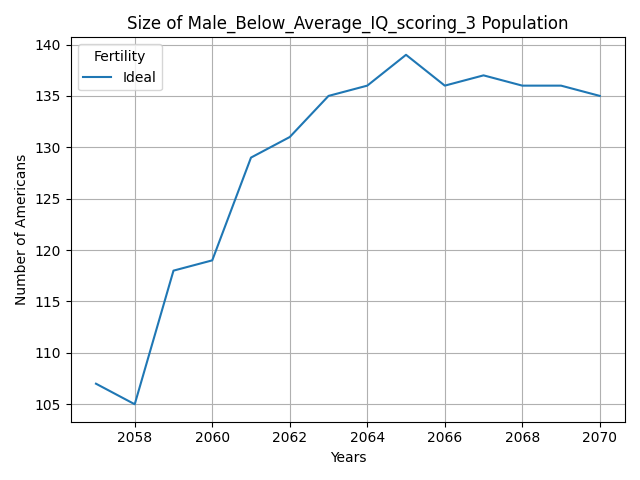 Size of Male_Below_Average_IQ_scoring_3 Population
Fertility
Ideal
Number of Americans
140
135
130
125
120
115
110
105
2058 2060 2062 2064 2066 2068 2070
Years